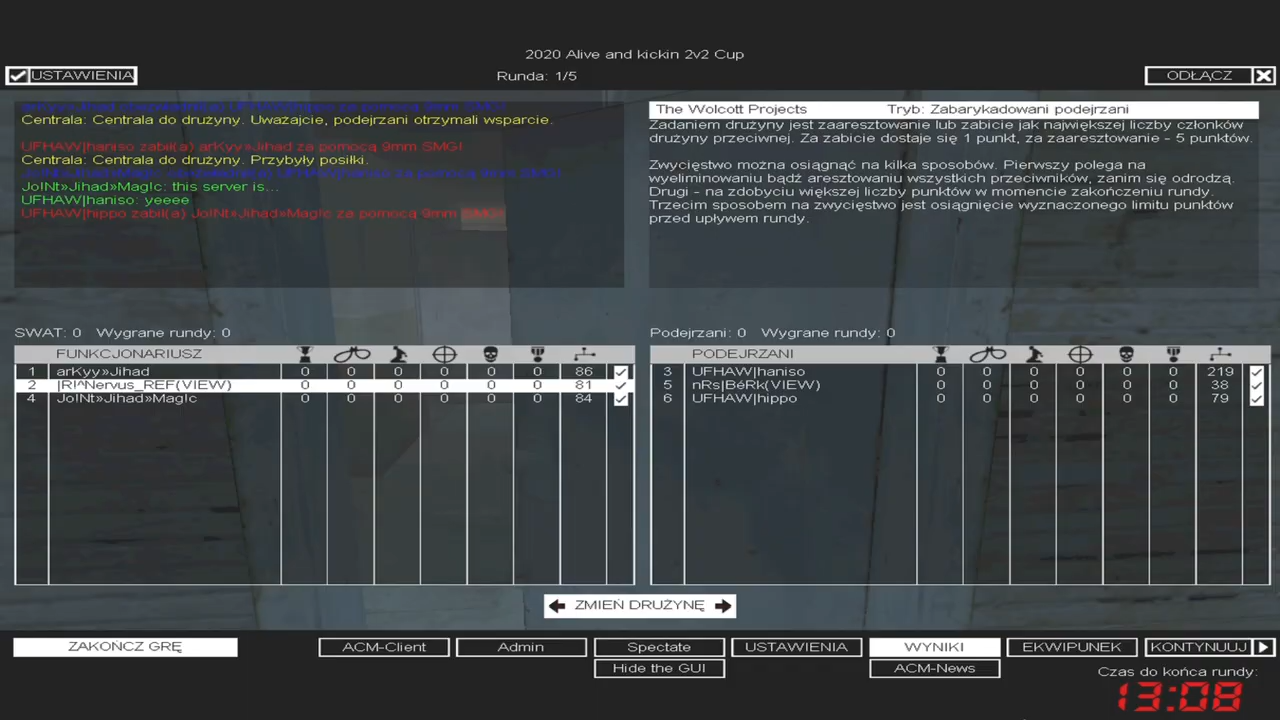 2020 Alive and kickin 2v2 Cup
USTAWIENIA
Runda: 1/5
ODŁĄCZ
Centrala: Centrala do drużyny. Uważajcie, podejrzani otrzymali wsparcie.
UFHAW|haniso zabił(a) arKyy»Jihad za pomocą 9mm SMG!
Centrala: Centrala do drużyny. Przybyły posiłki.
Jo!Nt»Jihad»Mag!c: this server is...
UFHAW|haniso: yeeee
UFHAW|hippo zabił(a) Jo!Nt»Jihad»Mag!c za pomocą 9mm SMG!
The Wolcott Projects Tryb: Zabarykadowani podejrzani
Zadaniem drużyny jest zaaresztowanie lub zabicie jak największej liczby członków
drużyny przeciwnej. Za zabicie dostaje się 1 punkt, za zaaresztowanie - 5 punktów.
Zwycięstwo można osiągnąć na kilka sposobów. Pierwszy polega na
wyeliminowaniu bądź aresztowaniu wszystkich przeciwników, zanim się odrodzą.
Drugi - na zdobyciu większej liczby punktów w momencie zakończeniu rundy.
Trzecim sposobem na zwycięstwo jest osiągnięcie wyznaczonego limitu punktów
przed upływem rundy.
SWAT: 0 Wygrane rundy: 0
FUNKCJONARIUSZ
1 arKyy»Jihad 0 0 0 0 0 0 86
2 |R!^Nervus_REF(VIEW) 0 0 0 0 0 0 81
4 Jo!Nt»Jihad»Mag!c 0 0 0 0 0 0 84
Podejrzani: 0 Wygrane rundy: 0
PODEJRZANI
3 UFHAW|haniso 0 0 0 0 0 0 219
5 nRs|BéRk(VIEW) 0 0 0 0 0 0 38
6 UFHAW|hippo 0 0 0 0 0 0 79
ZMIEŃ DRUŻYNĘ
ZAKOŃCZ GRĘ
ACM-Client
Admin
Spectate
USTAWIENIA
WYNIKI
EKWIPUNEK
KONTYNUUJ
Hide the GUI
ACM-News
Czas do końca rundy:
13:08